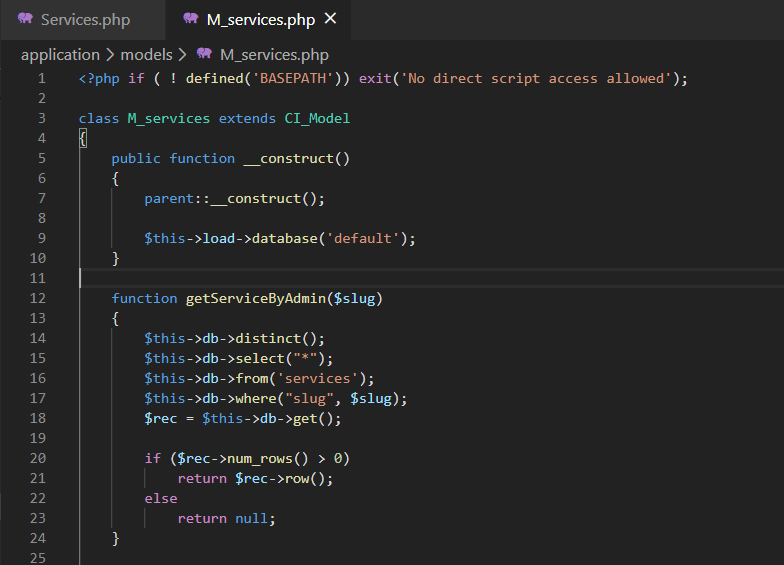 Services.php
M_services.php ×
application > models > M_services.php
1 <?php if ( ! defined('BASEPATH')) exit('No direct script access allowed');
2
3 class M_services extends CI_Model
4 {
5     public function __construct()
6     {
7         parent::__construct();
8
9         $this->load->database('default');
10     }
11
12     function getServiceByAdmin($slug)
13     {
14         $this->db->distinct();
15         $this->db->select("*");
16         $this->db->from('services');
17         $this->db->where("slug", $slug);
18         $rec = $this->db->get();
19
20         if ($rec->num_rows() > 0)
21             return $rec->row();
22         else
23             return null;
24     }
25